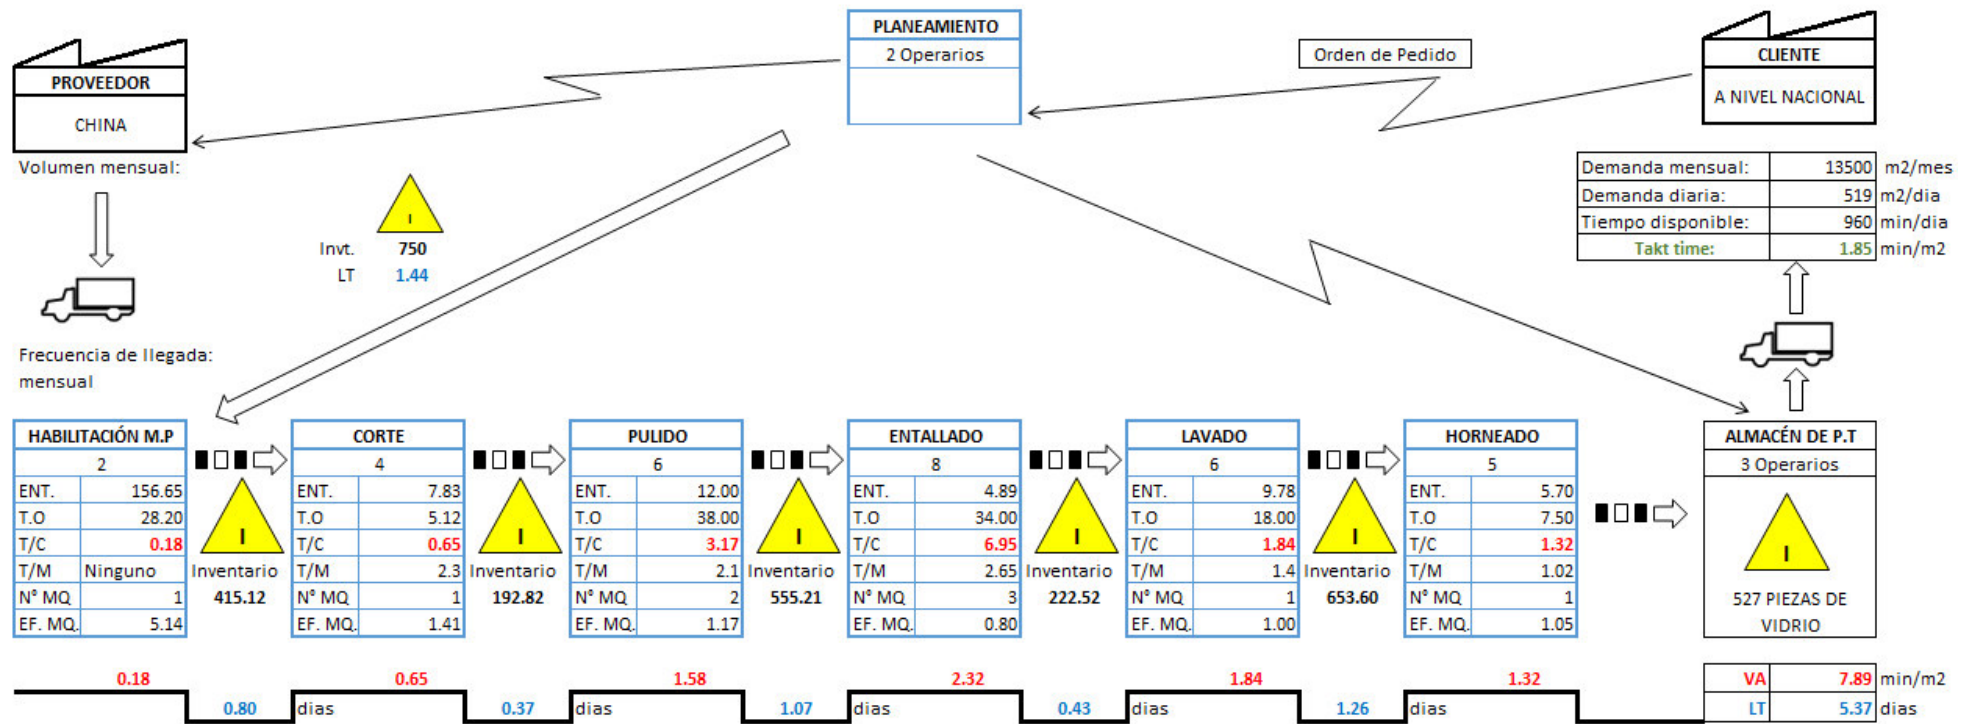 PLANEAMIENTO
2 Operarios
Orden de Pedido
PROVEEDOR
CHINA
Volumen mensual:
CLIENTE
A NIVEL NACIONAL
Demanda mensual: 13500 m2/mes
Demanda diaria: 519 m2/dia
Tiempo disponible: 960 min/dia
Takt time: 1.85 min/m2
I
Invt. 750
LT 1.44
Frecuencia de llegada:
mensual
HABILITACIÓN M.P
2
ENT. 156.65
T.O 28.20
T/C 0.18
T/M Ninguno
N° MQ 1
EF. MQ. 5.14
I
Inventario
415.12
CORTE
4
ENT. 7.83
T.O 5.12
T/C 0.65
T/M 2.3
N° MQ 1
EF. MQ. 1.41
I
Inventario
192.82
PULIDO
6
ENT. 12.00
T.O 38.00
T/C 3.17
T/M 2.1
N° MQ 2
EF. MQ. 1.17
I
Inventario
555.21
ENTALLADO
8
ENT. 4.89
T.O 34.00
T/C 6.95
T/M 2.65
N° MQ 3
EF. MQ. 0.80
I
Inventario
222.52
LAVADO
6
ENT. 9.78
T.O 18.00
T/C 1.84
T/M 1.4
N° MQ 1
EF. MQ. 1.00
I
Inventario
653.60
HORNEADO
5
ENT. 5.70
T.O 7.50
T/C 1.32
T/M 1.02
N° MQ 1
EF. MQ. 1.05
ALMACÉN DE P.T
3 Operarios
I
527 PIEZAS DE
VIDRIO
0.18 0.65 1.58 2.32 1.84 1.32 VA 7.89 min/m2
0.80 dias 0.37 dias 1.07 dias 0.43 dias 1.26 dias LT 5.37 dias